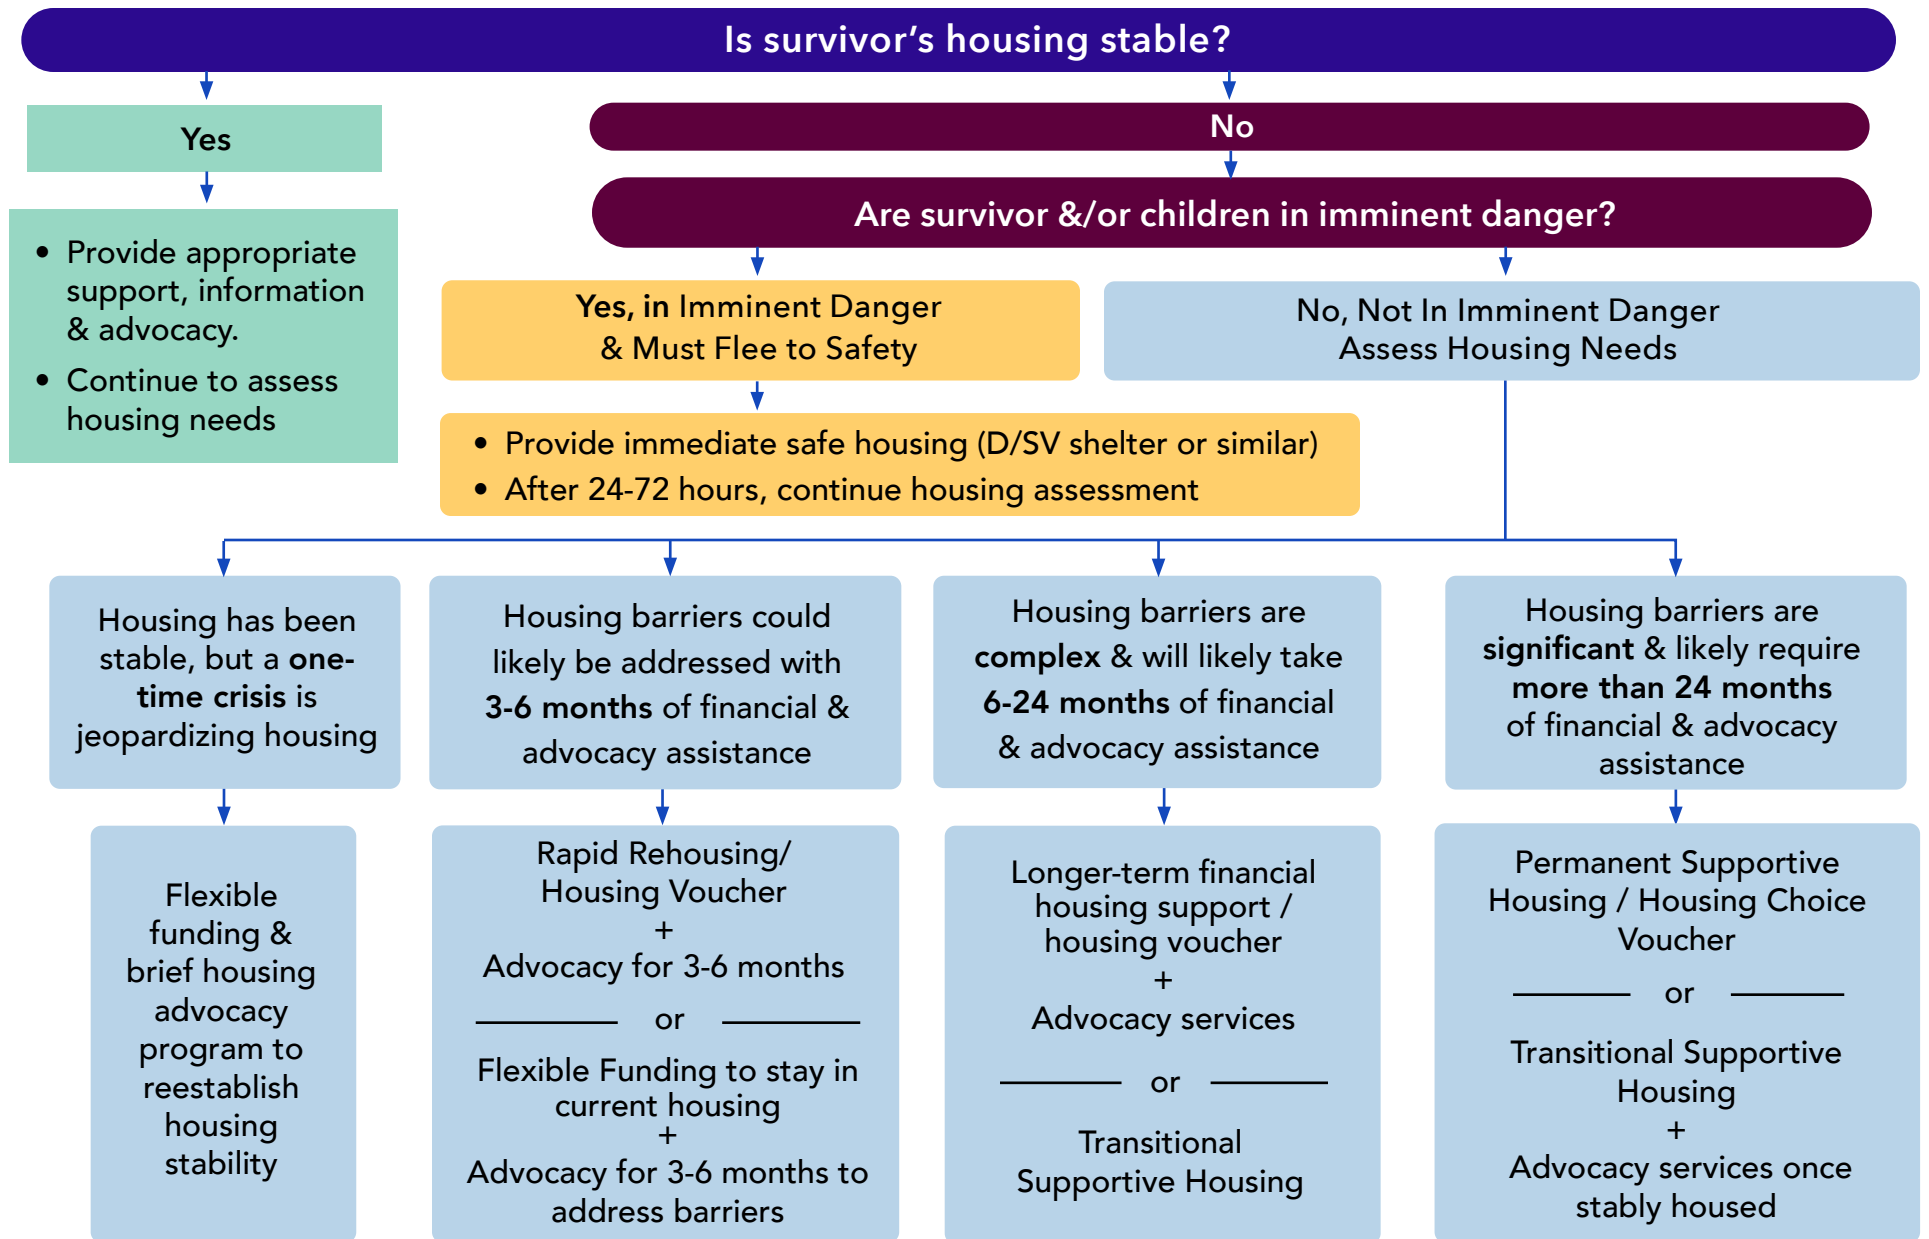 Is survivor’s housing stable?
Yes
No
Are survivor &/or children in imminent danger?
• Provide appropriate
support, information
& advocacy.
• Continue to assess
housing needs
Yes, in Imminent Danger
& Must Flee to Safety
No, Not In Imminent Danger
Assess Housing Needs
• Provide immediate safe housing (D/SV shelter or similar)
• After 24-72 hours, continue housing assessment
Housing has been
stable, but a one-
time crisis is
jeopardizing housing
Housing barriers could
likely be addressed with
3-6 months of financial &
advocacy assistance
Housing barriers are
complex & will likely take
6-24 months of financial
& advocacy assistance
Housing barriers are
significant & likely require
more than 24 months
of financial & advocacy
assistance
Flexible
funding &
brief housing
advocacy
program to
reestablish
housing
stability
Rapid Rehousing/
Housing Voucher
+
Advocacy for 3-6 months
or
Flexible Funding to stay in
current housing
+
Advocacy for 3-6 months to
address barriers
Longer-term financial
housing support /
housing voucher
+
Advocacy services
or
Transitional
Supportive Housing
Permanent Supportive
Housing / Housing Choice
Voucher
or
Transitional Supportive
Housing
+
Advocacy services once
stably housed